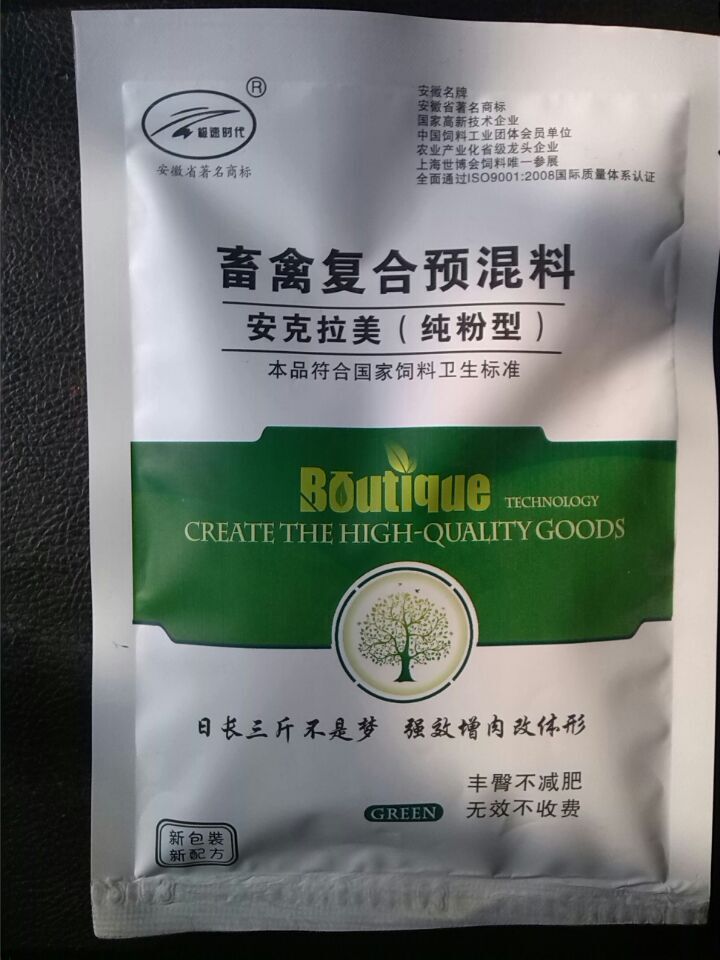 ®
极速时代
安徽省著名商标
安徽名牌
安徽省著名商标
国家高新技术企业
中国饲料工业团体会员单位
农业产业化省级龙头企业
上海世博会饲料唯一参展
全面通过ISO9001:2008国际质量体系认证
畜禽复合预混料
安克拉美（纯粉型）
本品符合国家饲料卫生标准
Boutique TECHNOLOGY
CREATE THE HIGH-QUALITY GOODS
日长三斤不是梦 强效增肉改体形
丰臀不减肥
GREEN 无效不收费
新包装
新配方